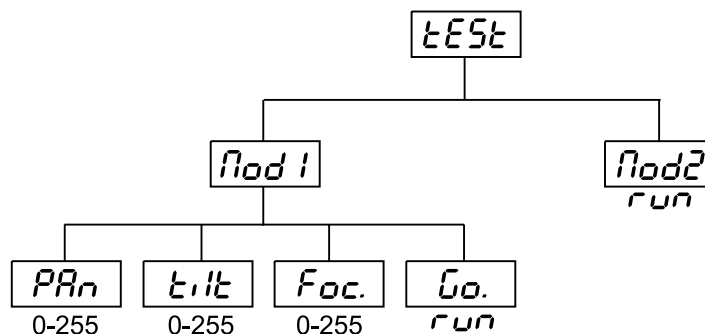 tESt
Mod1 Mod2
run
PAn tilt Foc. Go.
0-255 0-255 0-255 run